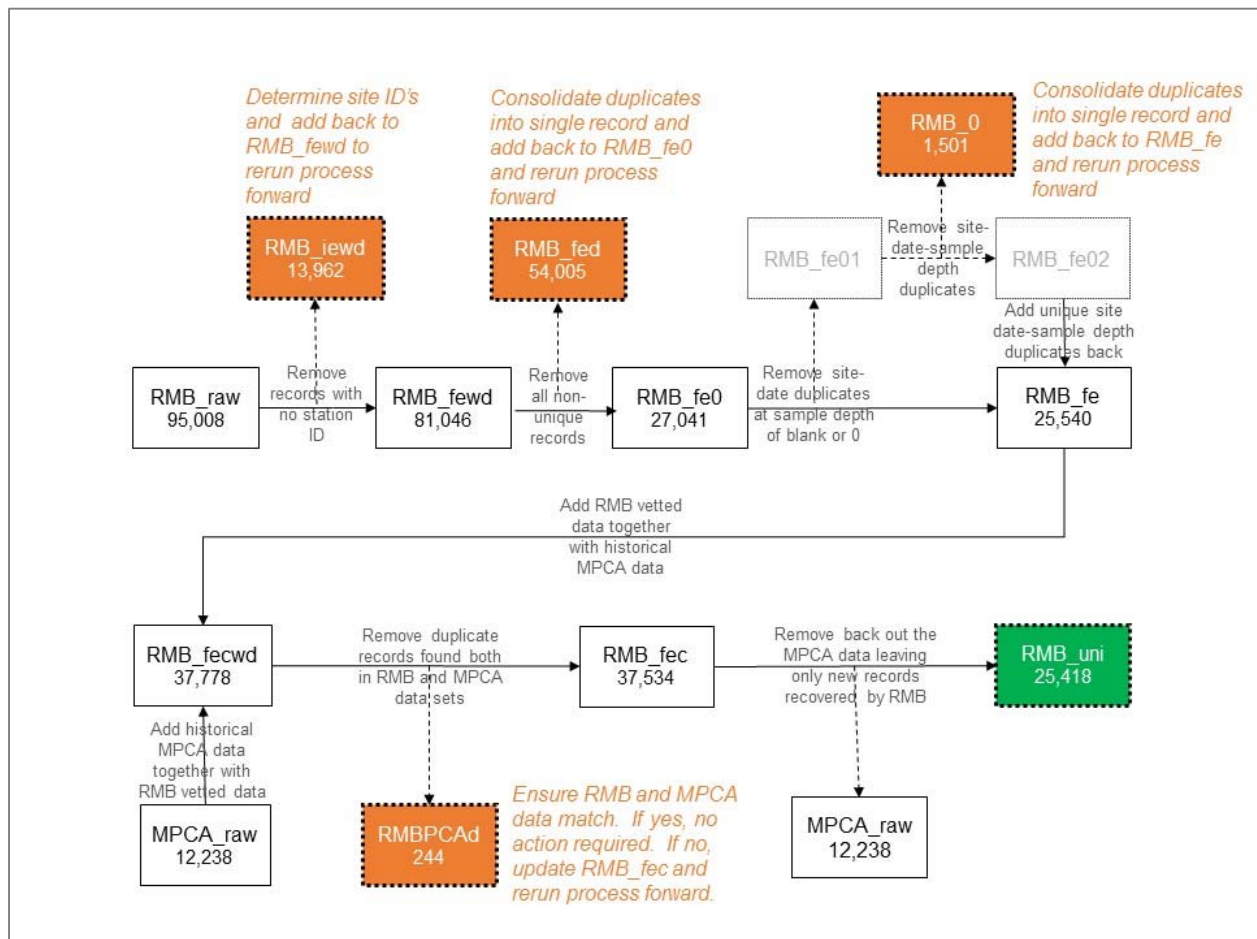 Determine site ID's
and add back to
RMB_fewd to
rerun process
forward
Consolidate duplicates
into single record and
add back to RMB_fe0
and rerun process
forward
RMB_0
1,501
Consolidate duplicates
into single record and
add back to RMB_fe
and rerun process
forward
RMB_iewd
13,962
RMB_fed
54,005
RMB_fe01
Remove site-
date-sample
depth
duplicates
RMB_fe02
Add unique site
date-sample depth
duplicates back
RMB_raw
95,008
Remove
records with
no station
ID
RMB_fewd
81,046
Remove
all non-
unique
records
RMB_fe0
27,041
Remove site-
date duplicates
at sample depth
of blank or 0
RMB_fe
25,540
Add RMB vetted
data together
with historical
MPCA data
RMB_fecwd
37,778
Remove duplicate
records found both
in RMB and MPCA
data sets
RMB_fec
37,534
Remove back out the
MPCA data leaving
only new records
recovered by RMB
RMB_uni
25,418
Add historical
MPCA data
together with
RMB vetted data
MPCA_raw
12,238
RMBPCAd
244
Ensure RMB and MPCA
data match. If yes, no
action required. If no,
update RMB_fec and
rerun process forward.
MPCA_raw
12,238